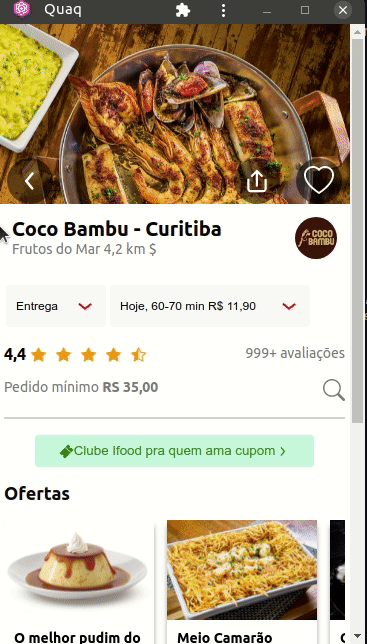 Quaq
Coco Bambu - Curitiba
Frutos do Mar 4,2 km $
COCO
BAMBU
Entrega
Hoje, 60-70 min R$ 11,90
4,4
999+ avaliações
Pedido mínimo RS 35,00
Clube Ifood pra quem ama cupom
Ofertas
O melhor pudim do
Meio Camarão